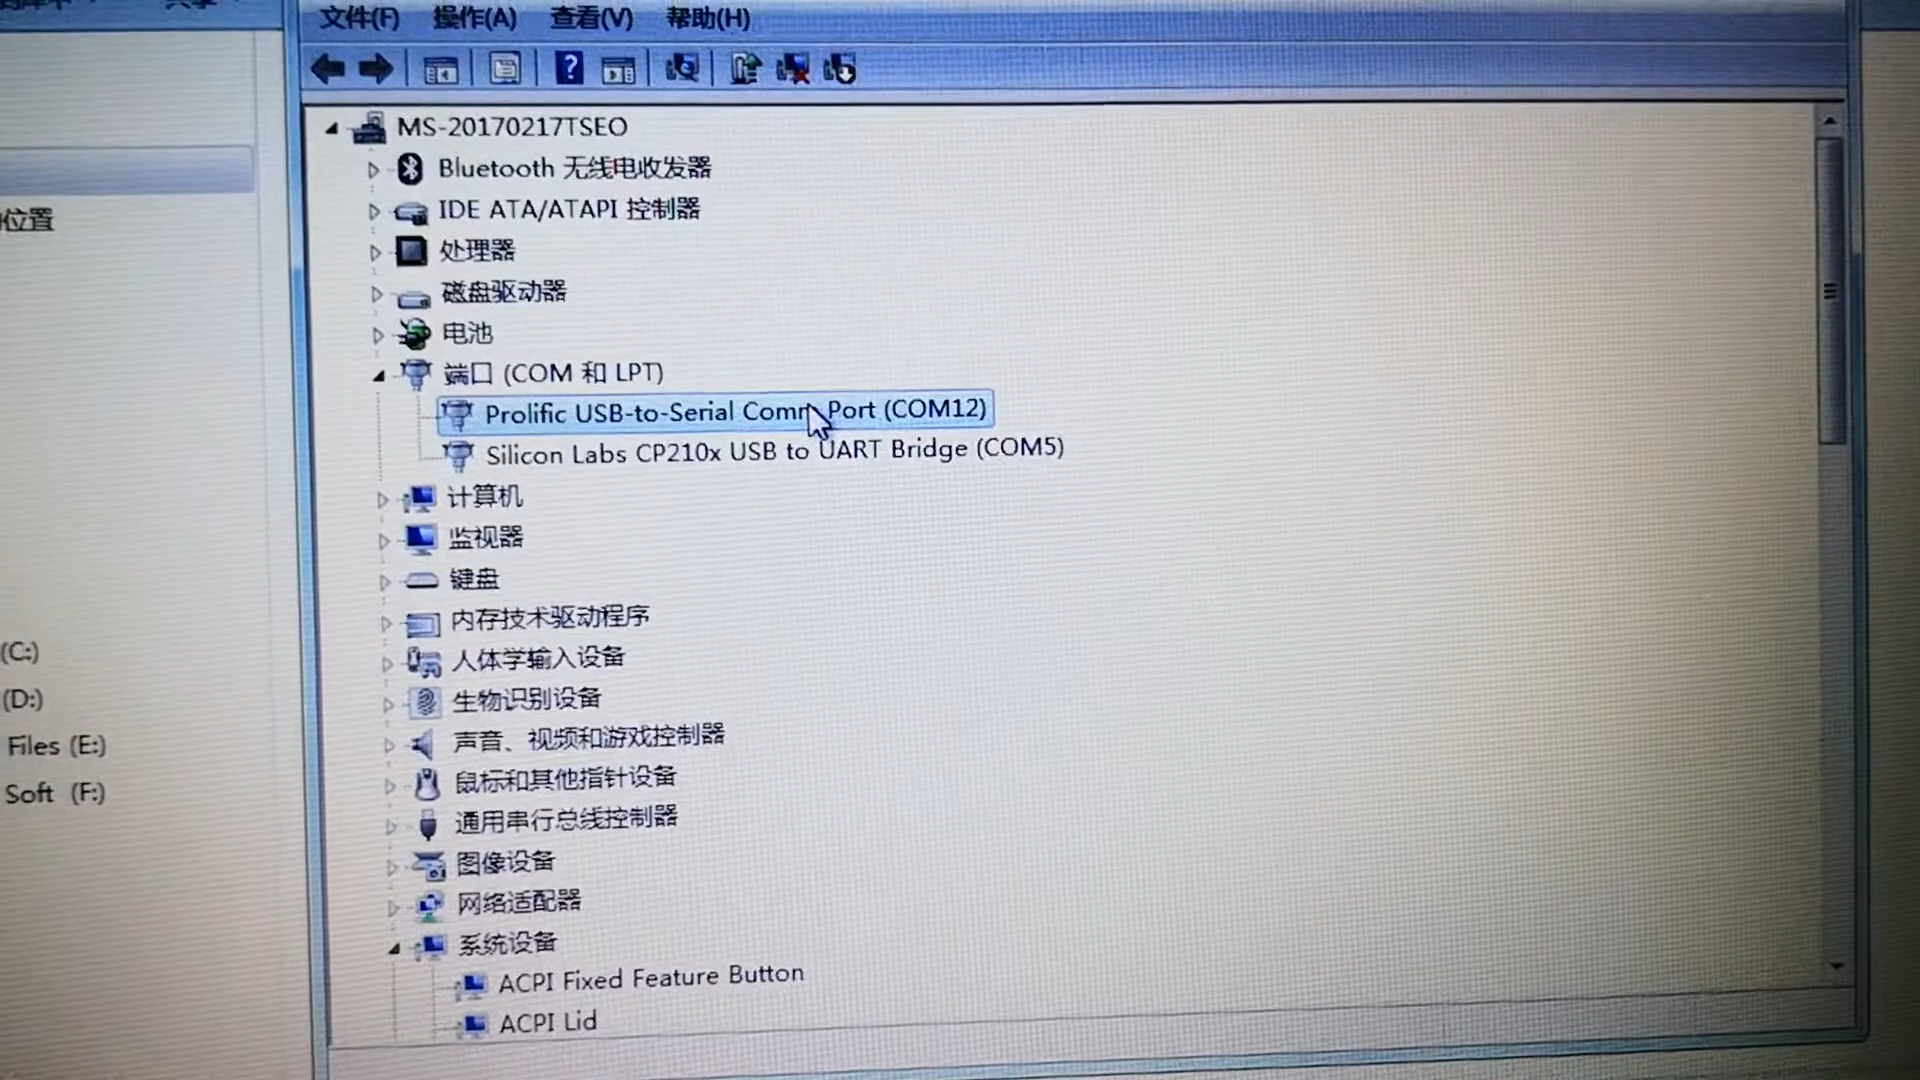 共享
文件(F) 操作(A) 查看(V) 帮助(H)
MS-20170217TSEO
Bluetooth 无线电收发器
IDE ATA/ATAPI 控制器
位置
处理器
磁盘驱动器
电池
端口 (COM 和 LPT)
Prolific USB-to-Serial Comm Port (COM12)
Silicon Labs CP210x USB to UART Bridge (COM5)
计算机
监视器
键盘
内存技术驱动程序
(C:)
人体学输入设备
(D:)
生物识别设备
Files (E:)
声音、视频和游戏控制器
Soft (F:)
鼠标和其他指针设备
通用串行总线控制器
图像设备
网络适配器
系统设备
ACPI Fixed Feature Button
ACPI Lid